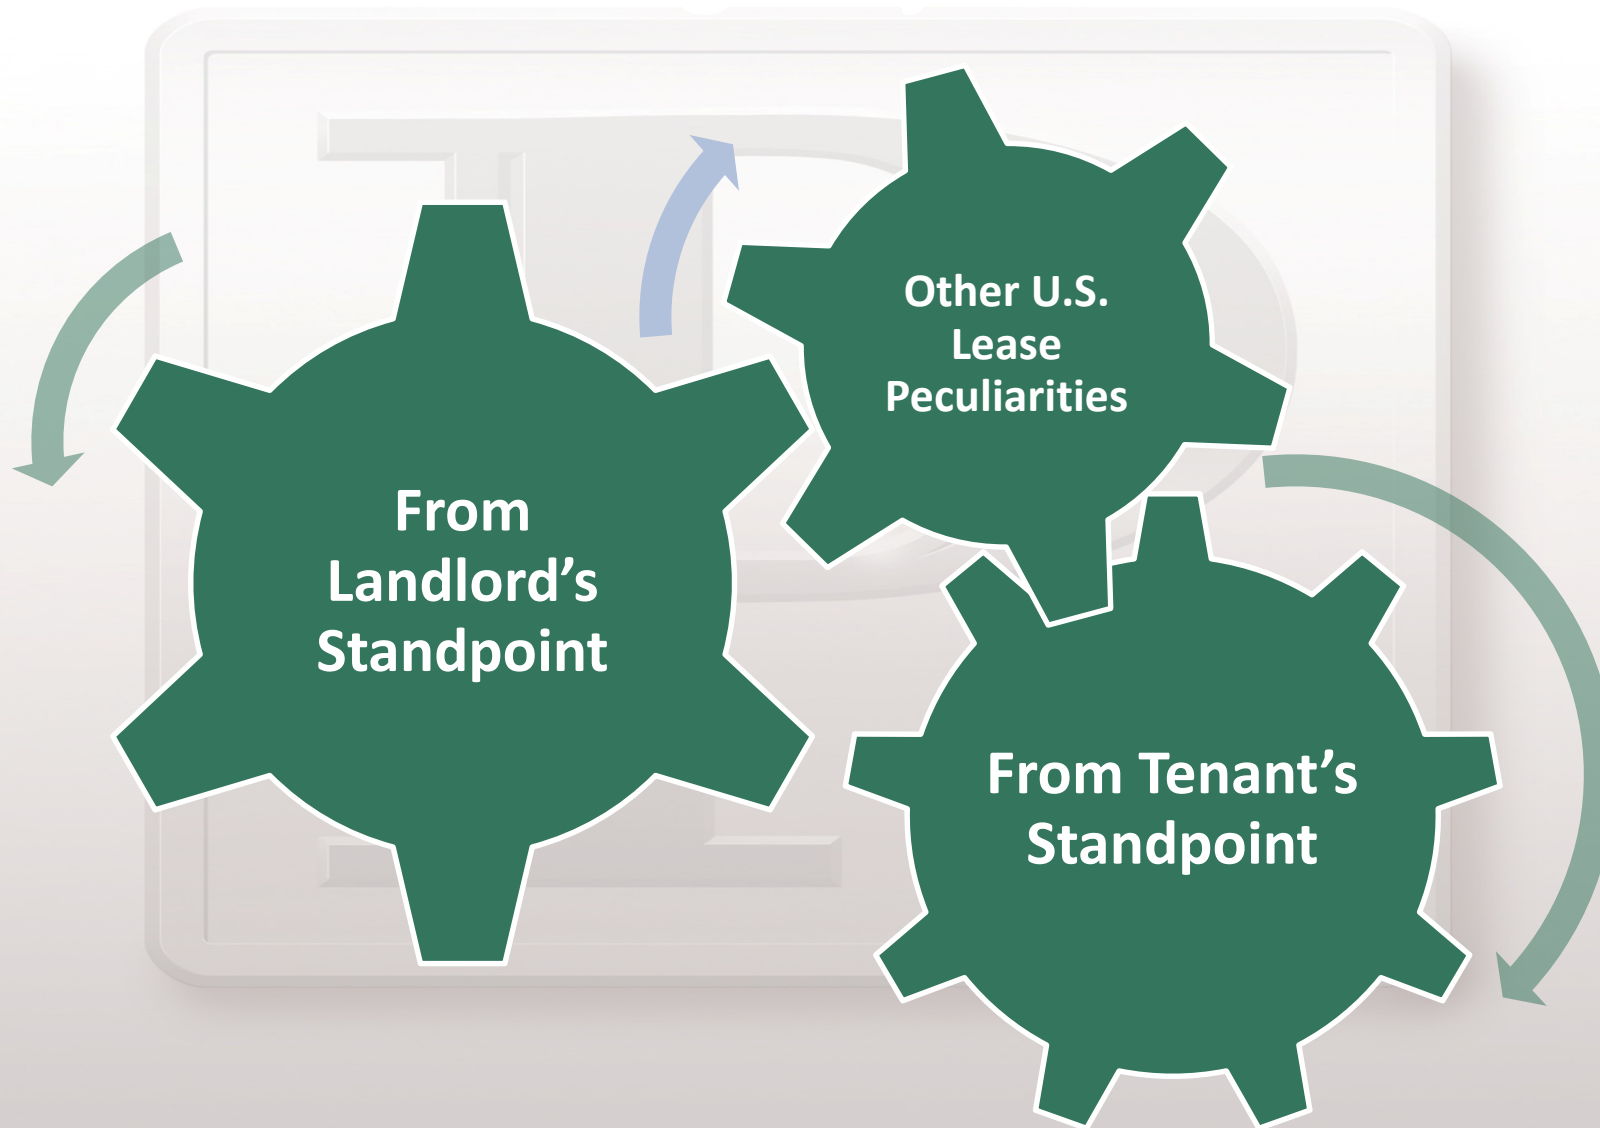 Other U.S.
Lease
Peculiarities
From
Landlord’s
Standpoint
From Tenant’s
Standpoint